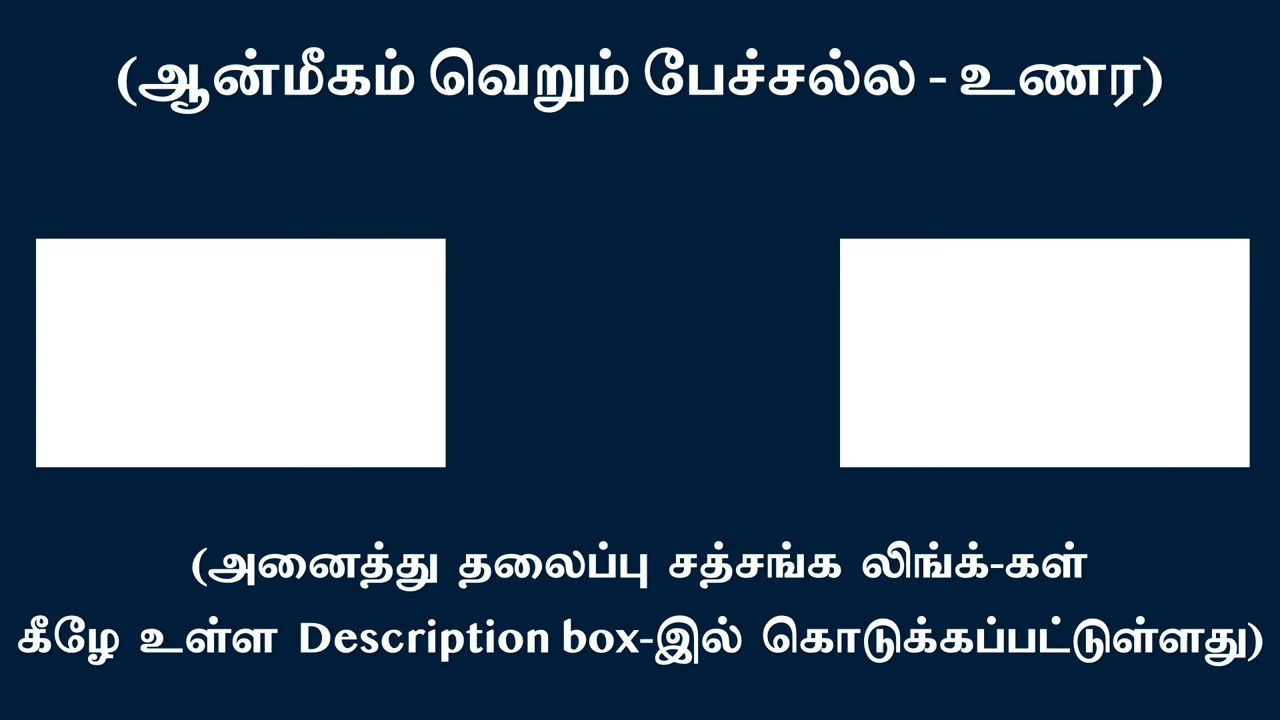 (ஆன்மீகம் வெறும் பேச்சல்ல - உணர)
(அனைத்து தலைப்பு சத்சங்க லிங்க்-கள்
கீழே உள்ள Description box-இல் கொடுக்கப்பட்டுள்ளது)